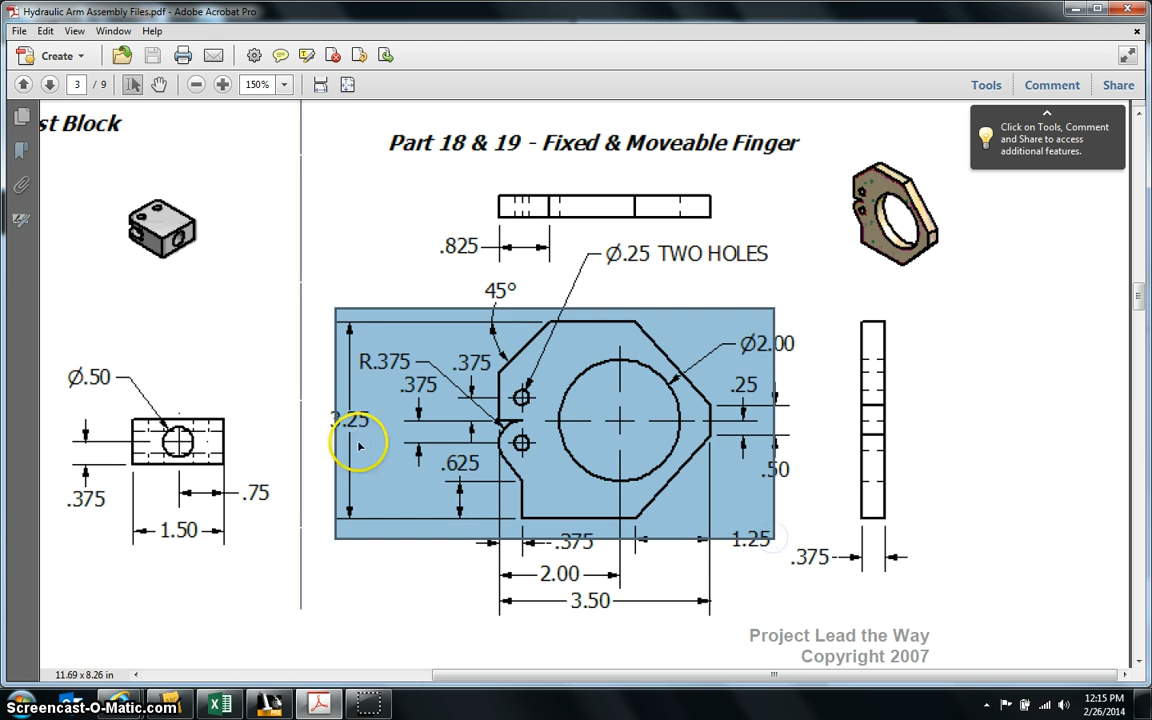 Hydraulic Arm Assembly Files.pdf - Adobe Acrobat Pro
File Edit View Window Help
Create
3 / 9 150% Tools Comment Share
st Block
Part 18 & 19 - Fixed & Moveable Finger
Click on Tools, Comment
and Share to access
additional features.
.825
Ø.25 TWO HOLES
45°
R.375
.375
Ø2.00
Ø.50
.375
.25
3.25
.625
.50
.375
.75
1.50
.375
1.25
.375
2.00
3.50
Project Lead the Way
Copyright 2007
11.69 x 8.26 in
Screencast-O-Matic.com
12:15 PM
2/26/2014